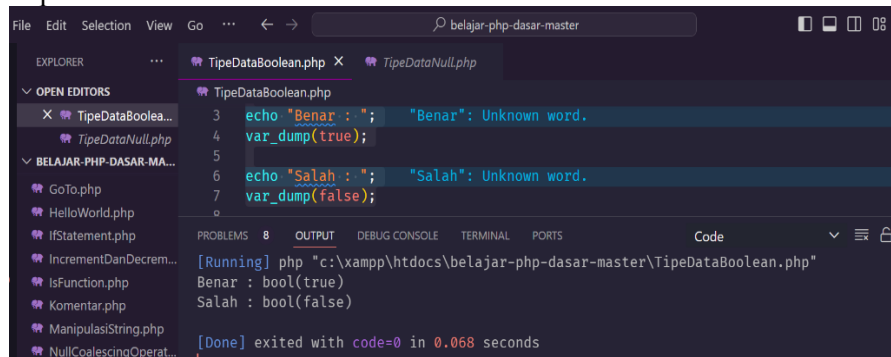 File Edit Selection View Go ... belajar-php-dasar-master
EXPLORER ...
OPEN EDITORS
TipeDataBoolea...
TipeDataNull.php
BELAJAR-PHP-DASAR-MA...
GoTo.php
HelloWorld.php
IfStatement.php
IncrementDanDecrem...
IsFunction.php
Komentar.php
ManipulasiString.php
NullCoalescingOperat...
TipeDataBoolean.php TipeDataNull.php
TipeDataBoolean.php
3 echo "Benar : "; "Benar": Unknown word.
4 var_dump(true);
5
6 echo "Salah : "; "Salah": Unknown word.
7 var_dump(false);
PROBLEMS 8 OUTPUT DEBUG CONSOLE TERMINAL PORTS Code
[Running] php "c:\xampp\htdocs\belajar-php-dasar-master\TipeDataBoolean.php"
Benar : bool(true)
Salah : bool(false)
[Done] exited with code=0 in 0.068 seconds